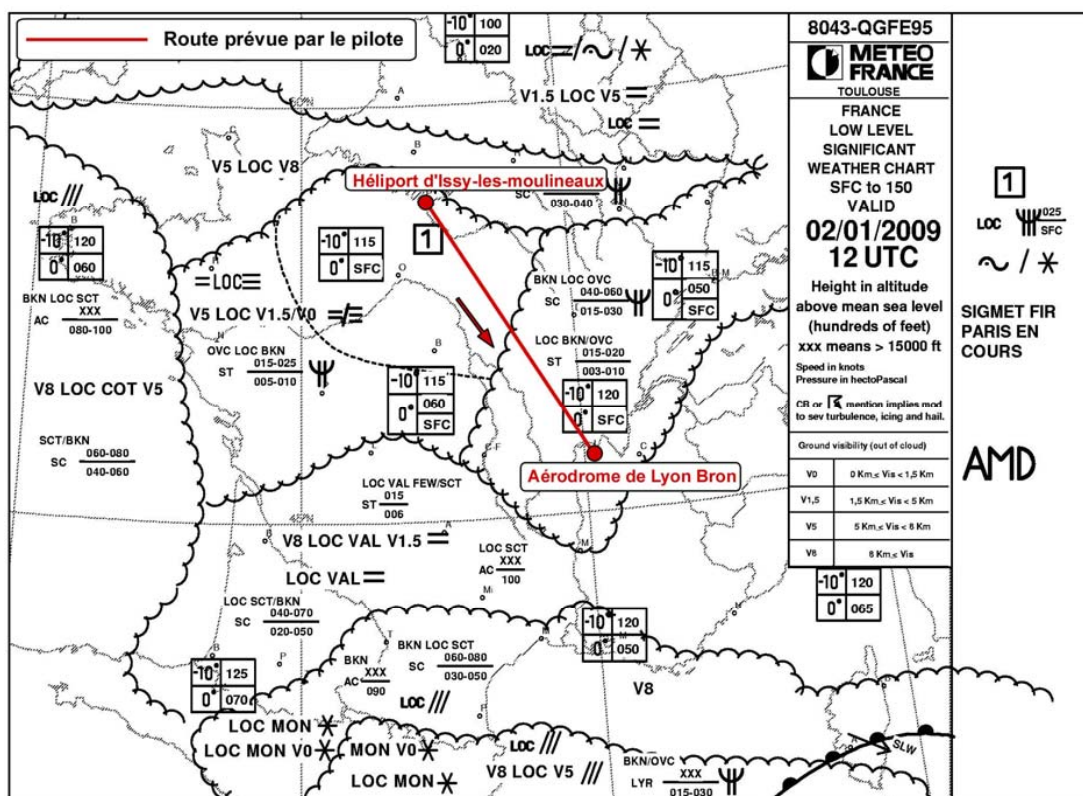 Route prévue par le pilote
-10° 100
0° 020
LOC
V1.5 LOC V5
LOC
V5 LOC V8
LOC
Héliport d'Issy-les-moulineaux
SC 030-040
1
-10° 120
0° 060
-10° 115
0° SFC
BKN LOC SCT
AC XXX
080-100
LOC
V5 LOC V1.5/V0
OVC LOC BKN
ST 015-025
005-010
BKN LOC OVC
SC 040-060
015-030
-10° 115
0° 050
SFC
LOC BKN/OVC
ST 015-020
003-010
-10° 115
0° 060
SFC
-10° 120
0° SFC
V8 LOC COT V5
SCT/BKN
SC 060-080
040-060
Aérodrome de Lyon Bron
LOC VAL FEW/SCT
ST 015
006
45°N
V8 LOC VAL V1.5
LOC VAL
LOC SCT
AC XXX
100
LOC SCT/BKN
SC 040-070
020-050
-10° 120
0° 050
-10° 120
0° 065
-10° 125
0° 070
BKN
AC XXX
090
BKN LOC SCT
SC 060-080
030-050
LOC
V8
LOC MON
LOC MON V0
MON V0
LOC MON
LOC
V8 LOC V5
BKN/OVC
LYR XXX
015-030
SLW
8043-QGFE95
METEO
FRANCE
TOULOUSE
FRANCE
LOW LEVEL
SIGNIFICANT
WEATHER CHART
SFC to 150
VALID
02/01/2009
12 UTC
Height in altitude
above mean sea level
(hundreds of feet)
xxx means > 15000 ft
Speed in knots
Pressure in hectoPascal
CB or mention implies mod
to sev turbulence, icing and hail.
Ground visibility (out of cloud)
V0 0 Km ≤ Vis < 1,5 Km
V1,5 1,5 Km ≤ Vis < 5 Km
V5 5 Km ≤ Vis < 8 Km
V8 8 Km ≤ Vis
1
LOC 025
SFC
SIGMET FIR
PARIS EN
COURS
AMD